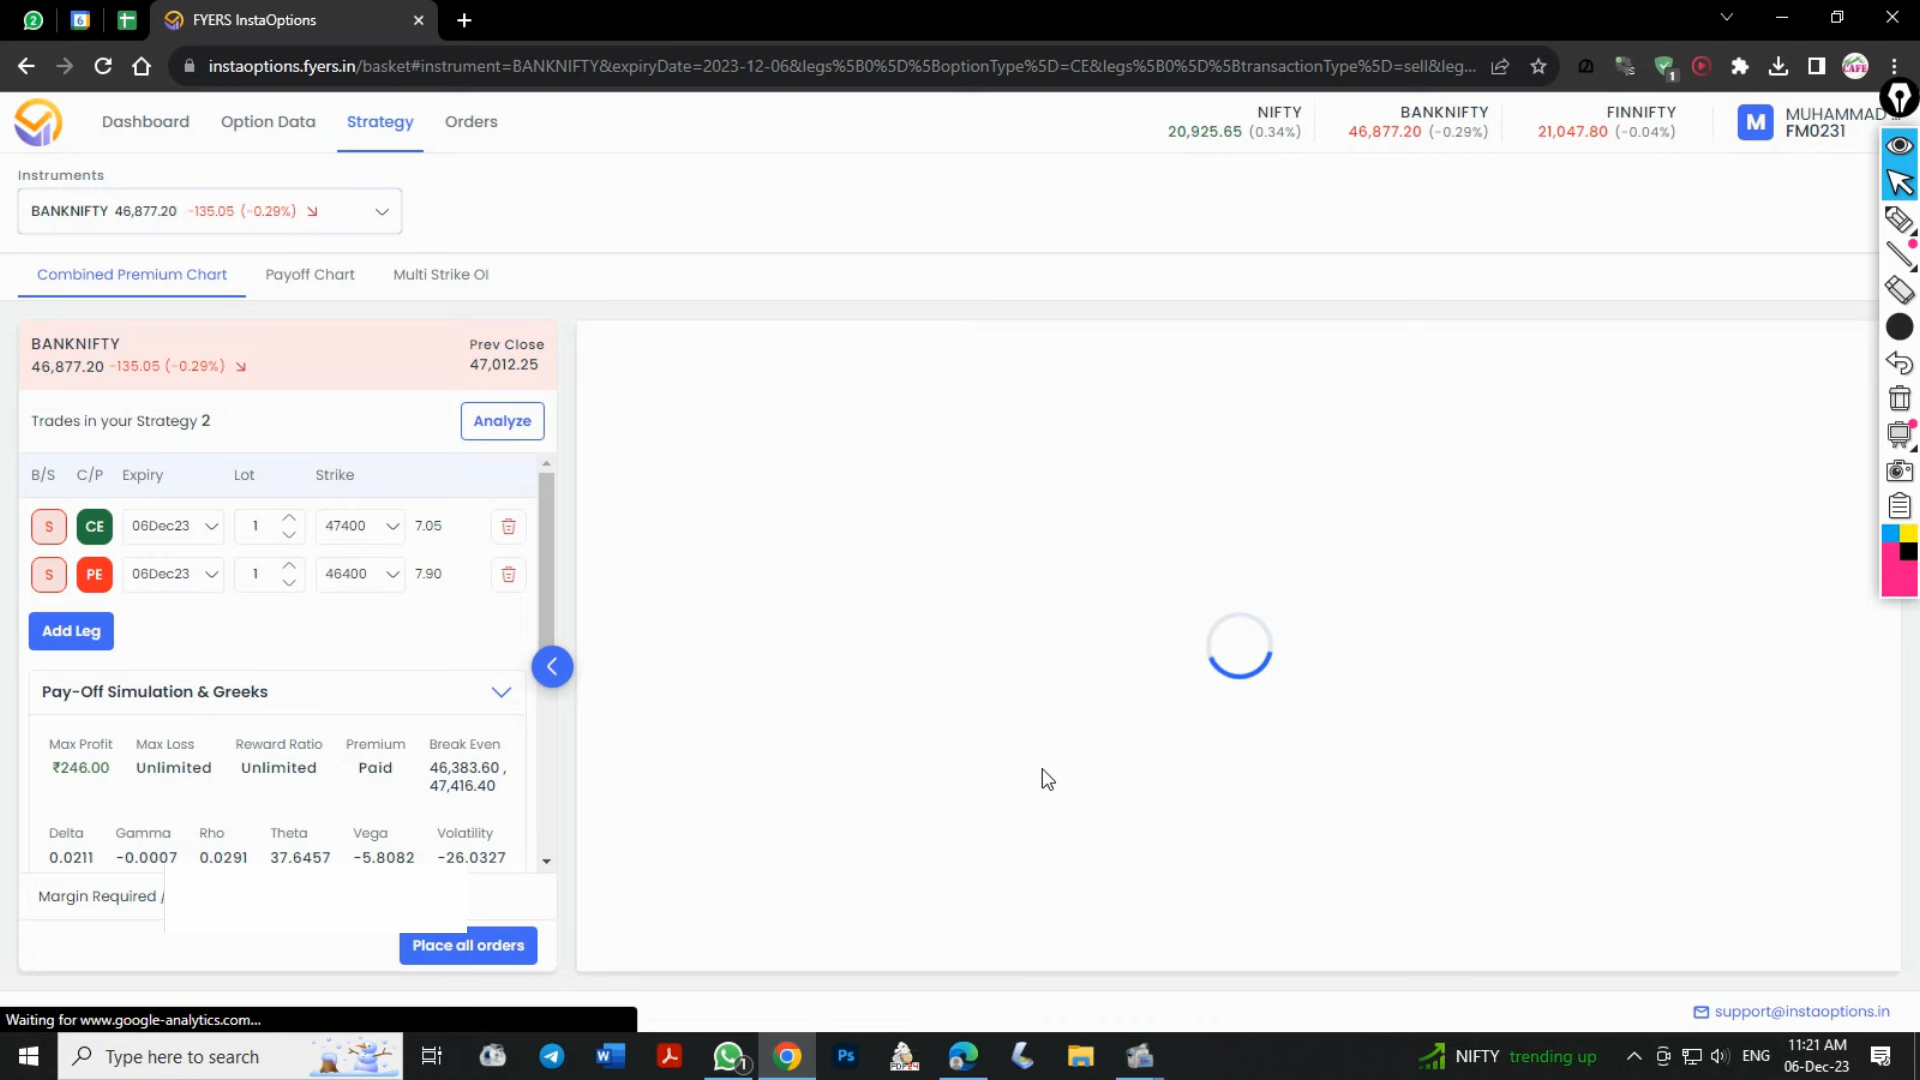 2
6
FYERS InstaOptions
instaoptions.fyers.in/basket#instrument=BANKNIFTY&expiryDate=2023-12-06&legs%5B0%5D%5BoptionType%5D=CE&legs%5B0%5D%5BtransactionType%5D=sell&leg...
1
CAFE
Dashboard
Option Data
Strategy
Orders
NIFTY
20,925.65 (0.34%)
BANKNIFTY
46,877.20 (-0.29%)
FINNIFTY
21,047.80 (-0.04%)
M
MUHAMMAD ...
FM0231
Instruments
BANKNIFTY 46,877.20 -135.05 (-0.29%)
Combined Premium Chart
Payoff Chart
Multi Strike OI
BANKNIFTY
46,877.20 -135.05 (-0.29%)
Prev Close
47,012.25
Trades in your Strategy 2
Analyze
B/S C/P Expiry Lot Strike
S CE 06Dec23 1 47400 7.05
S PE 06Dec23 1 46400 7.90
Add Leg
Pay-Off Simulation & Greeks
Max Profit Max Loss Reward Ratio Premium Break Even
₹246.00 Unlimited Unlimited Paid 46,383.60 ,
47,416.40
Delta Gamma Rho Theta Vega Volatility
0.0211 -0.0007 0.0291 37.6457 -5.8082 -26.0327
Margin Required /
Place all orders
support@instaoptions.in
Waiting for www.google-analytics.com...
Type here to search
W
1
Ps
PDF24
NIFTY trending up
ENG
11:21 AM
06-Dec-23